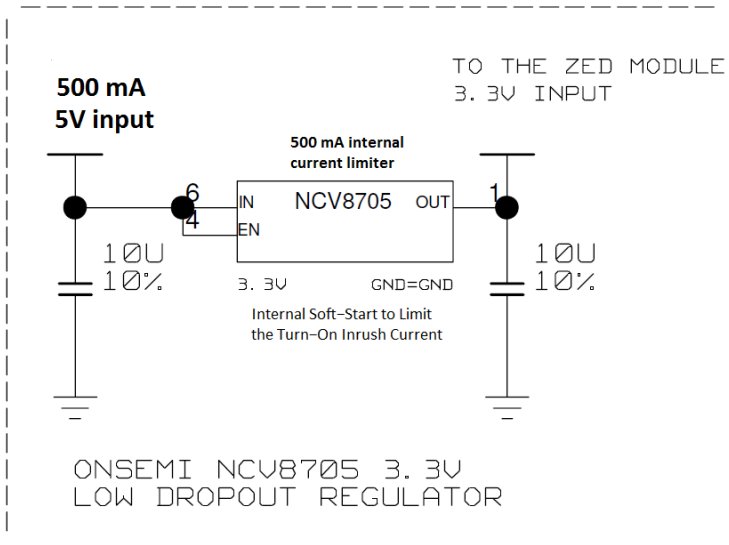 500 mA
5V input
TO THE ZED MODULE
3.3V INPUT
500 mA internal
current limiter
6
4
IN
EN
NCV8705
OUT
1
10U
10%
3.3V
GND=GND
10U
10%
Internal Soft−Start to Limit
the Turn−On Inrush Current
ONSEMI NCV8705 3.3V
LOW DROPOUT REGULATOR